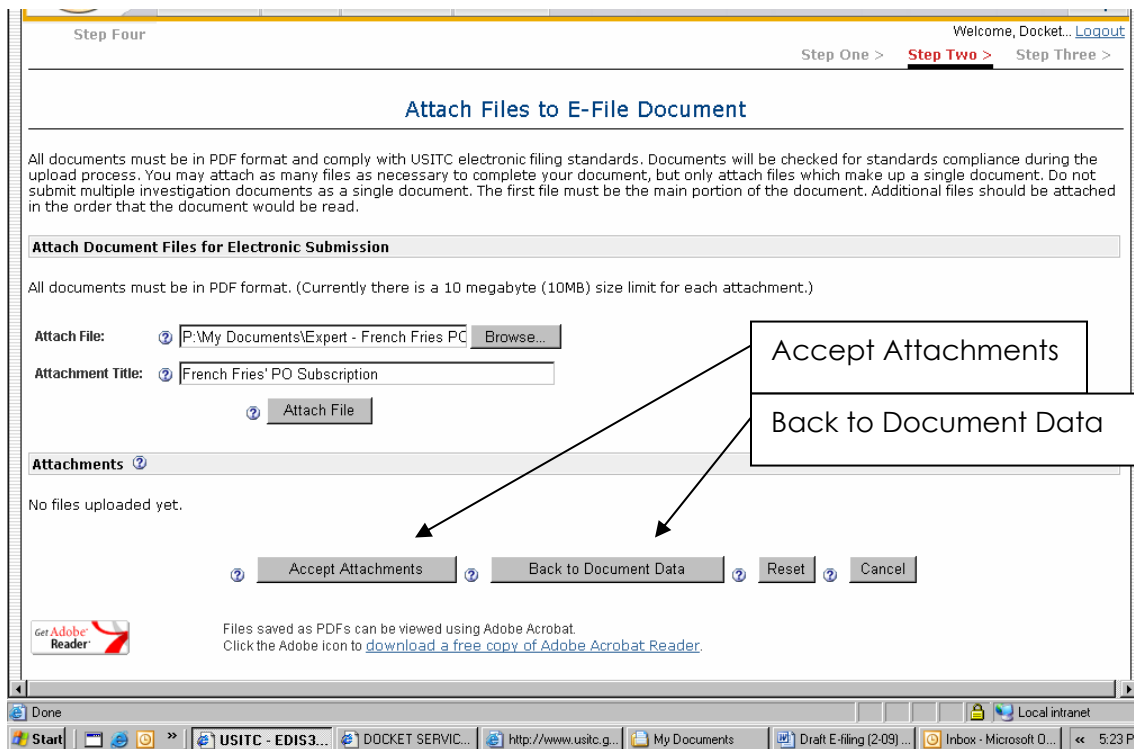 Step Four
Welcome, Docket... Logout
Step One > Step Two > Step Three >
Attach Files to E-File Document
All documents must be in PDF format and comply with USITC electronic filing standards. Documents will be checked for standards compliance during the
upload process. You may attach as many files as necessary to complete your document, but only attach files which make up a single document. Do not
submit multiple investigation documents as a single document. The first file must be the main portion of the document. Additional files should be attached
in the order that the document would be read.
Attach Document Files for Electronic Submission
All documents must be in PDF format. (Currently there is a 10 megabyte (10MB) size limit for each attachment.)
Attach File: ? P:\My Documents\Expert - French Fries PO Browse...
Accept Attachments
Attachment Title: ? French Fries' PO Subscription
? Attach File
Back to Document Data
Attachments ?
No files uploaded yet.
? Accept Attachments ? Back to Document Data ? Reset ? Cancel
Get Adobe Reader
Files saved as PDFs can be viewed using Adobe Acrobat.
Click the Adobe icon to download a free copy of Adobe Acrobat Reader.
Done Local intranet
Start » USITC - EDIS3... DOCKET SERVIC... http://www.usitc.g... My Documents Draft E-filing (2-09) ... Inbox - Microsoft O... « 5:23 P